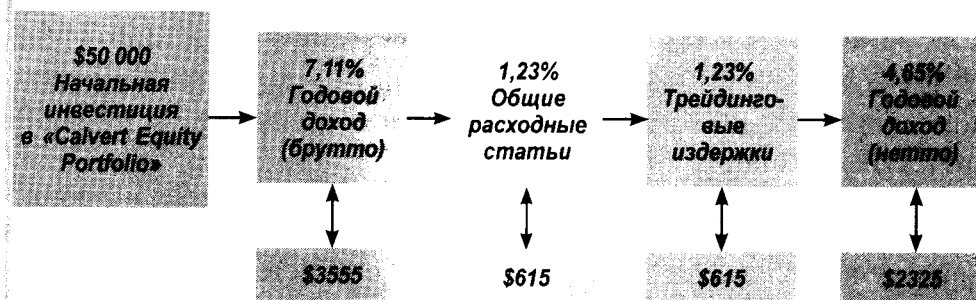 $50 000
Начальная
инвестиция
в «Calvert Equity
Portfolio»
7,11%
Годовой
доход
(брутто)
1,23%
Общие
расходные
статьи
1,23%
Трейдинго-
вые
издержки
4,65%
Годовой
доход
(нетто)
$3555
$615
$615
$2325